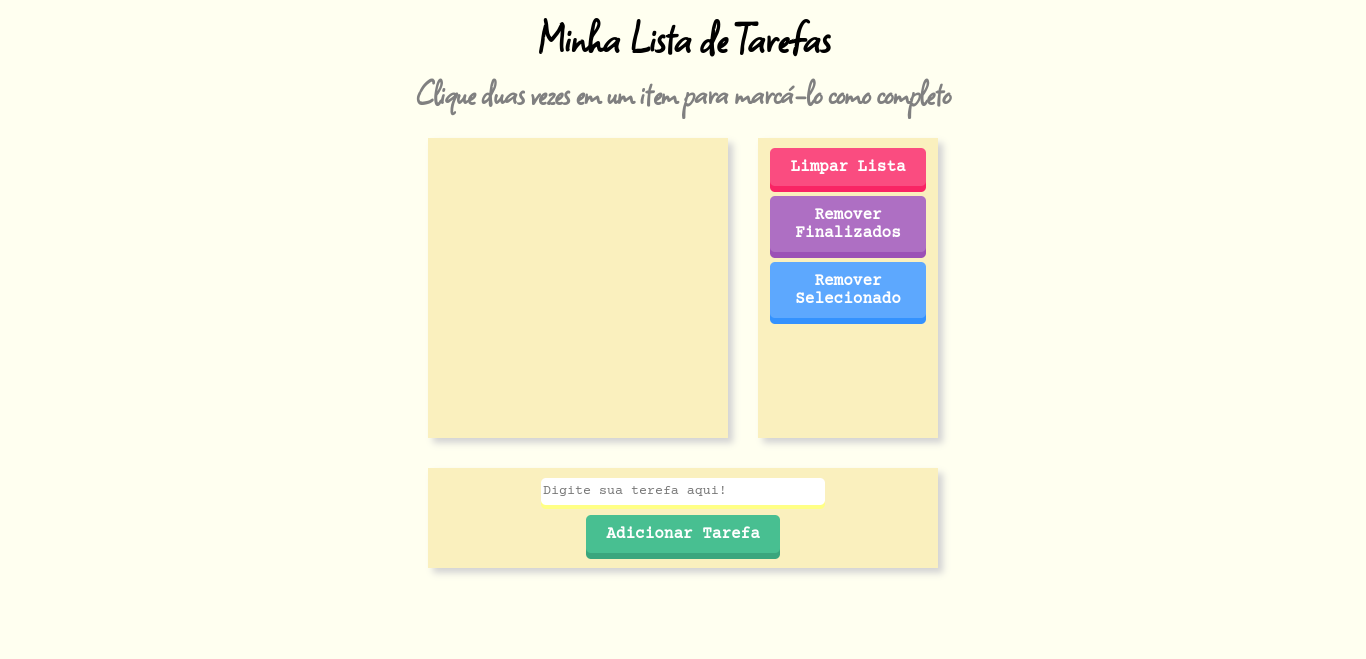 Minha Lista de Tarefas
Clique duas vezes em um item para marcá-lo como completo
Limpar Lista
Remover
Finalizados
Remover
Selecionado
Digite sua terefa aqui!
Adicionar Tarefa